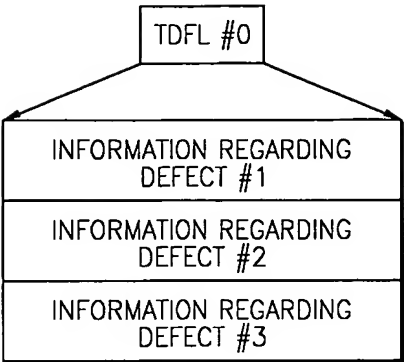 TDFL #0
INFORMATION REGARDING
DEFECT #1
INFORMATION REGARDING
DEFECT #2
INFORMATION REGARDING
DEFECT #3